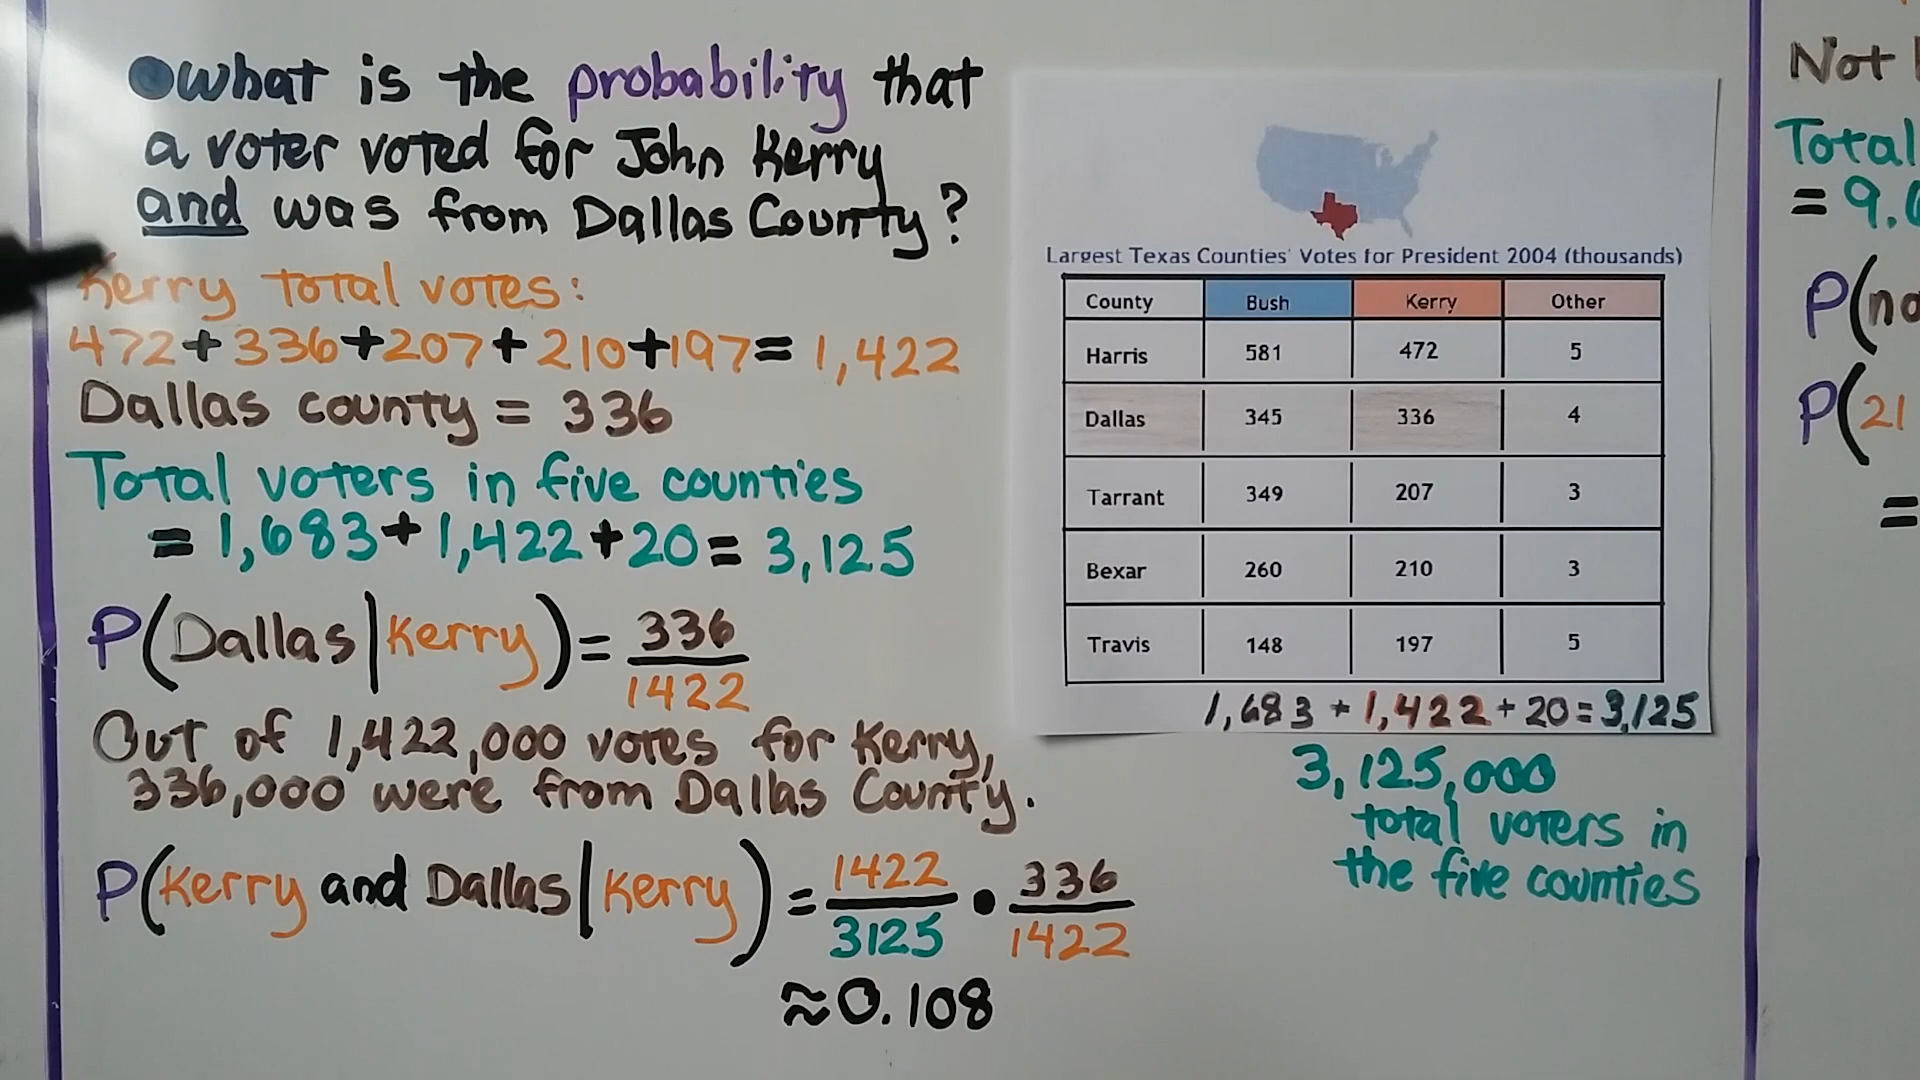 What is the probability that
a voter voted for John Kerry
and was from Dallas County?
Kerry total votes:
472+336+207+210+197=1,422
Dallas county = 336
Total voters in five counties
= 1,683+1,422+20= 3,125
P(Dallas|Kerry)= 336/1422
Out of 1,422,000 votes for Kerry,
336,000 were from Dallas County.
P(Kerry and Dallas|Kerry)= 1422/3125 • 336/1422
≈0.108
Largest Texas Counties' Votes for President 2004 (thousands)
County Bush Kerry Other
Harris 581 472 5
Dallas 345 336 4
Tarrant 349 207 3
Bexar 260 210 3
Travis 148 197 5
1,683 + 1,422 + 20 = 3,125
3,125,000
total voters in
the five counties
Not
Total
= 9.6
P(no
P(21
=